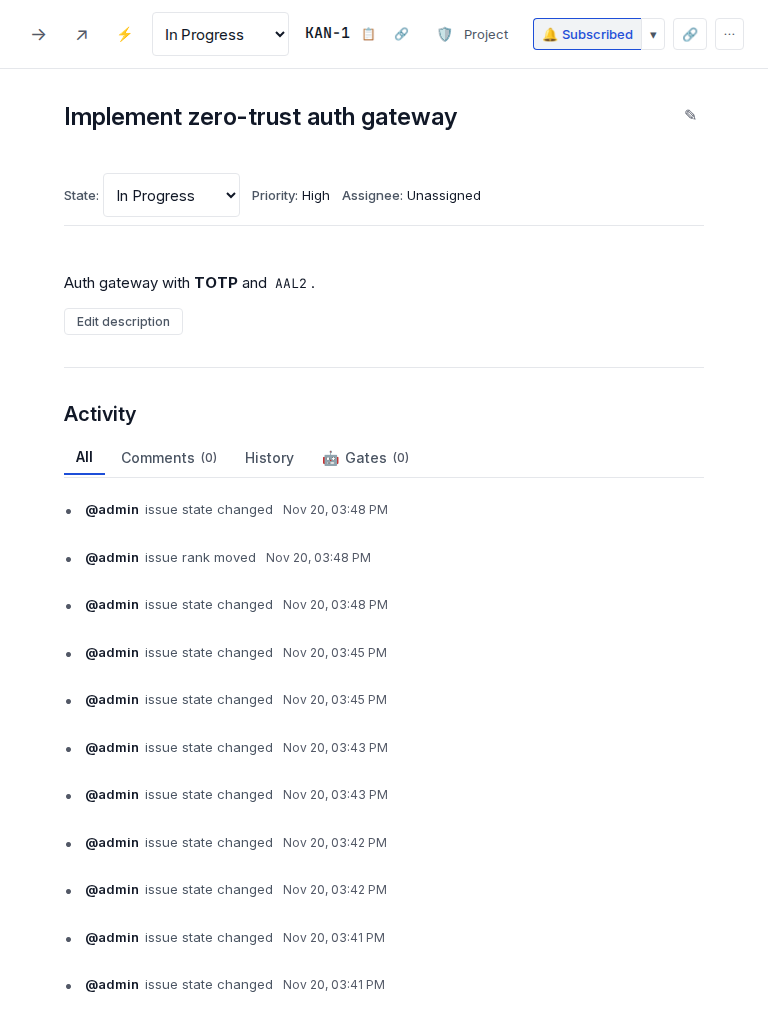 → ↗ ⚡ In Progress KAN-1 📋 🔗 🛡️ Project 🔔 Subscribed ▾ 🔗 ···
Implement zero-trust auth gateway ✎
State: In Progress Priority: High Assignee: Unassigned
Auth gateway with TOTP and AAL2.
Edit description
Activity
All Comments (0) History 🤖 Gates (0)
• @admin issue state changed Nov 20, 03:48 PM
• @admin issue rank moved Nov 20, 03:48 PM
• @admin issue state changed Nov 20, 03:48 PM
• @admin issue state changed Nov 20, 03:45 PM
• @admin issue state changed Nov 20, 03:45 PM
• @admin issue state changed Nov 20, 03:43 PM
• @admin issue state changed Nov 20, 03:43 PM
• @admin issue state changed Nov 20, 03:42 PM
• @admin issue state changed Nov 20, 03:42 PM
• @admin issue state changed Nov 20, 03:41 PM
• @admin issue state changed Nov 20, 03:41 PM